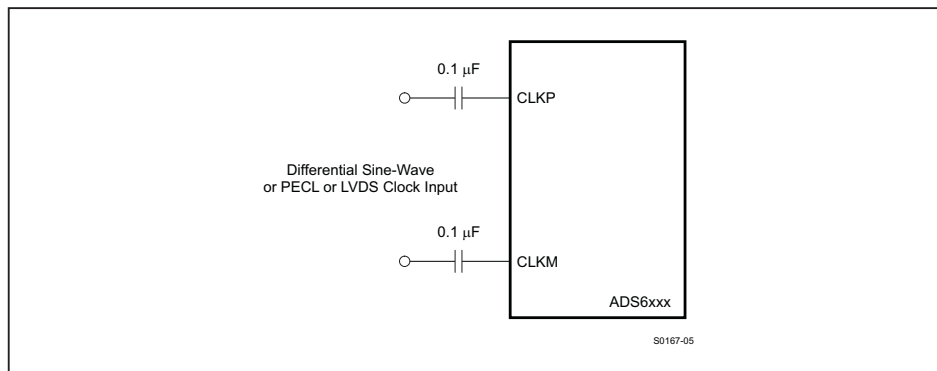 0.1 μF
CLKP
Differential Sine-Wave
or PECL or LVDS Clock Input
0.1 μF
CLKM
ADS6xxx
S0167-05